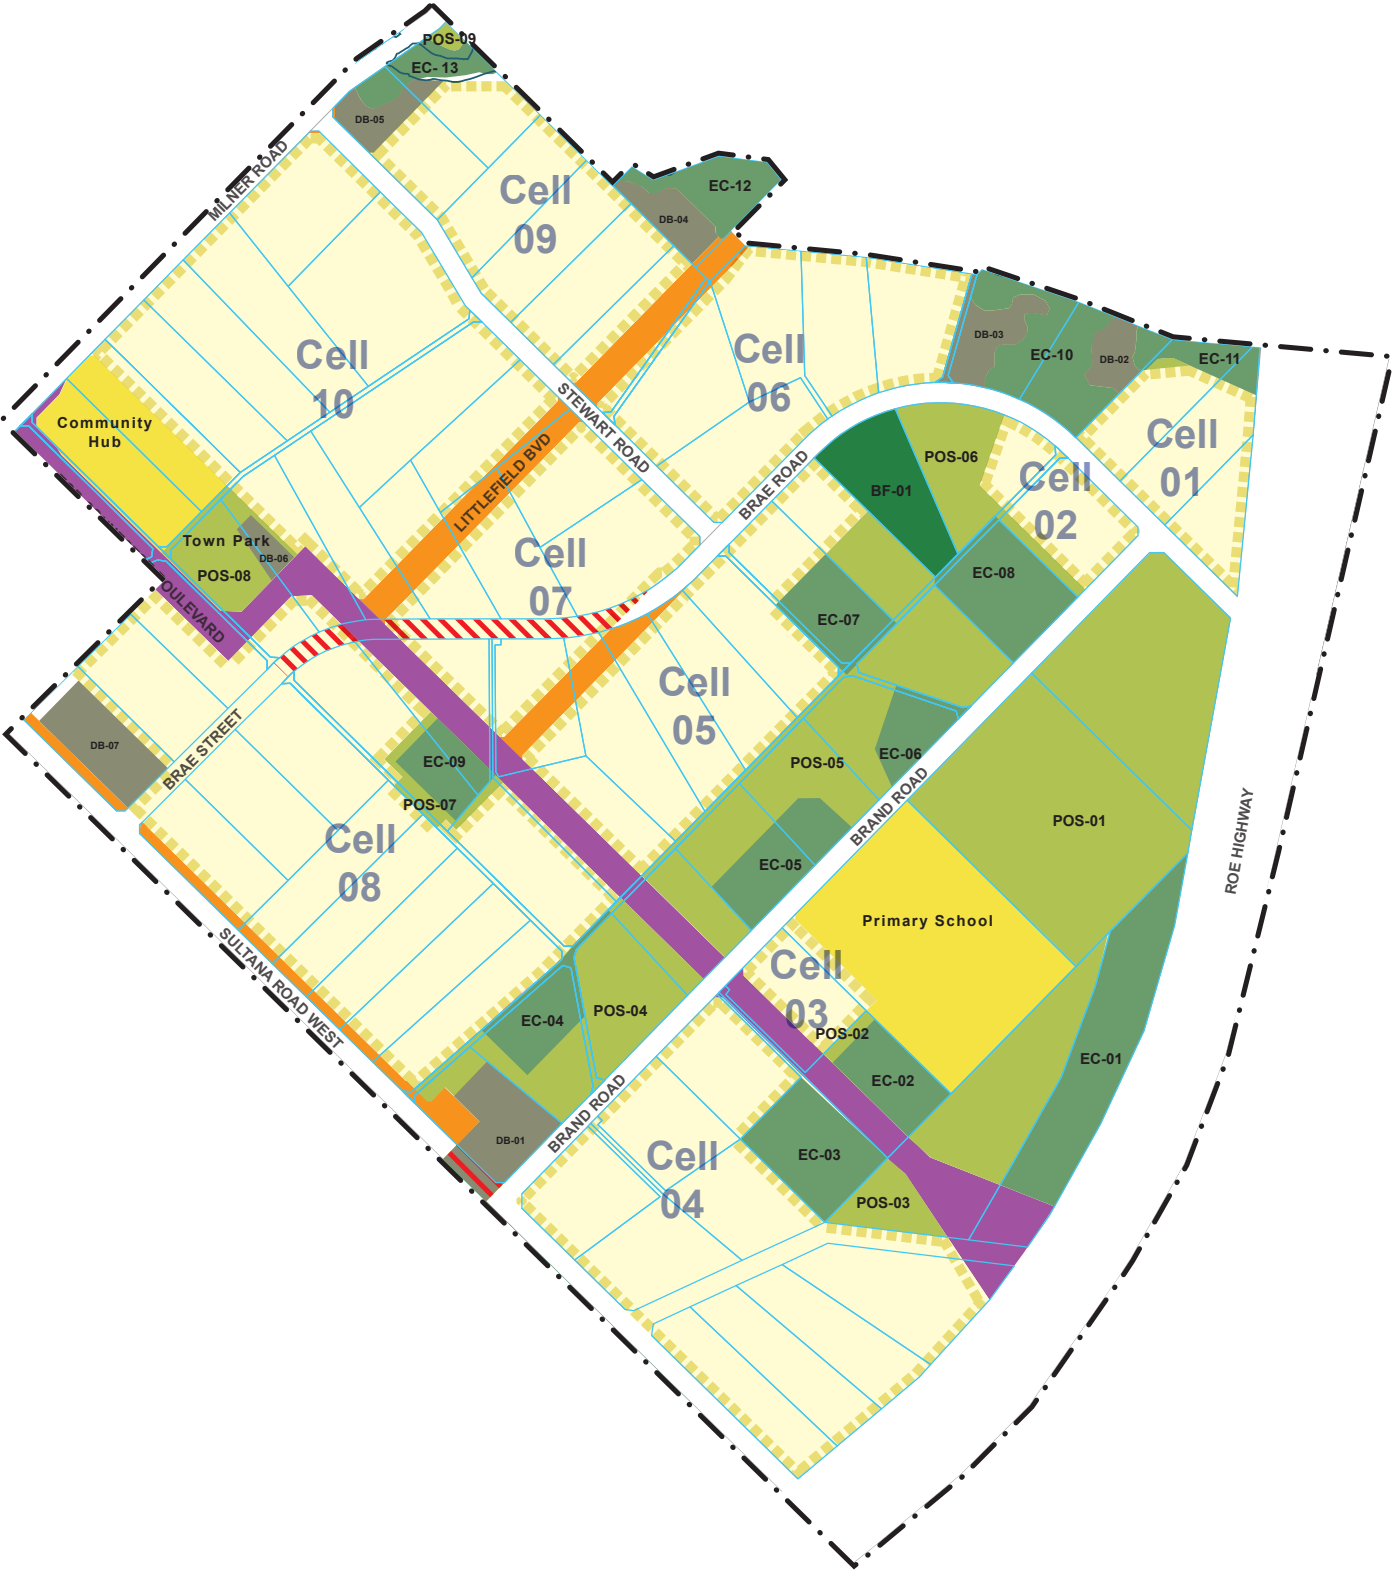 POS-09
EC- 13
DB-05
MILNER ROAD
Cell
09
EC-12
DB-04
Cell
10
Cell
06
DB-03
EC-10
DB-02
EC-11
Community
Hub
STEWART ROAD
LITTLEFIELD BVD
BRAE ROAD
POS-06
BF-01
Cell
02
Cell
01
Town Park
DB-06
POS-08
OULEVARD
Cell
07
EC-07
EC-08
Cell
05
DB-07
BRAE STREET
EC-09
POS-07
POS-05
EC-06
BRAND ROAD
POS-01
ROE HIGHWAY
Cell
08
EC-05
Primary School
SULTANA ROAD WEST
Cell
03
EC-04
POS-04
POS-02
EC-02
EC-01
DB-01
BRAND ROAD
Cell
04
EC-03
POS-03